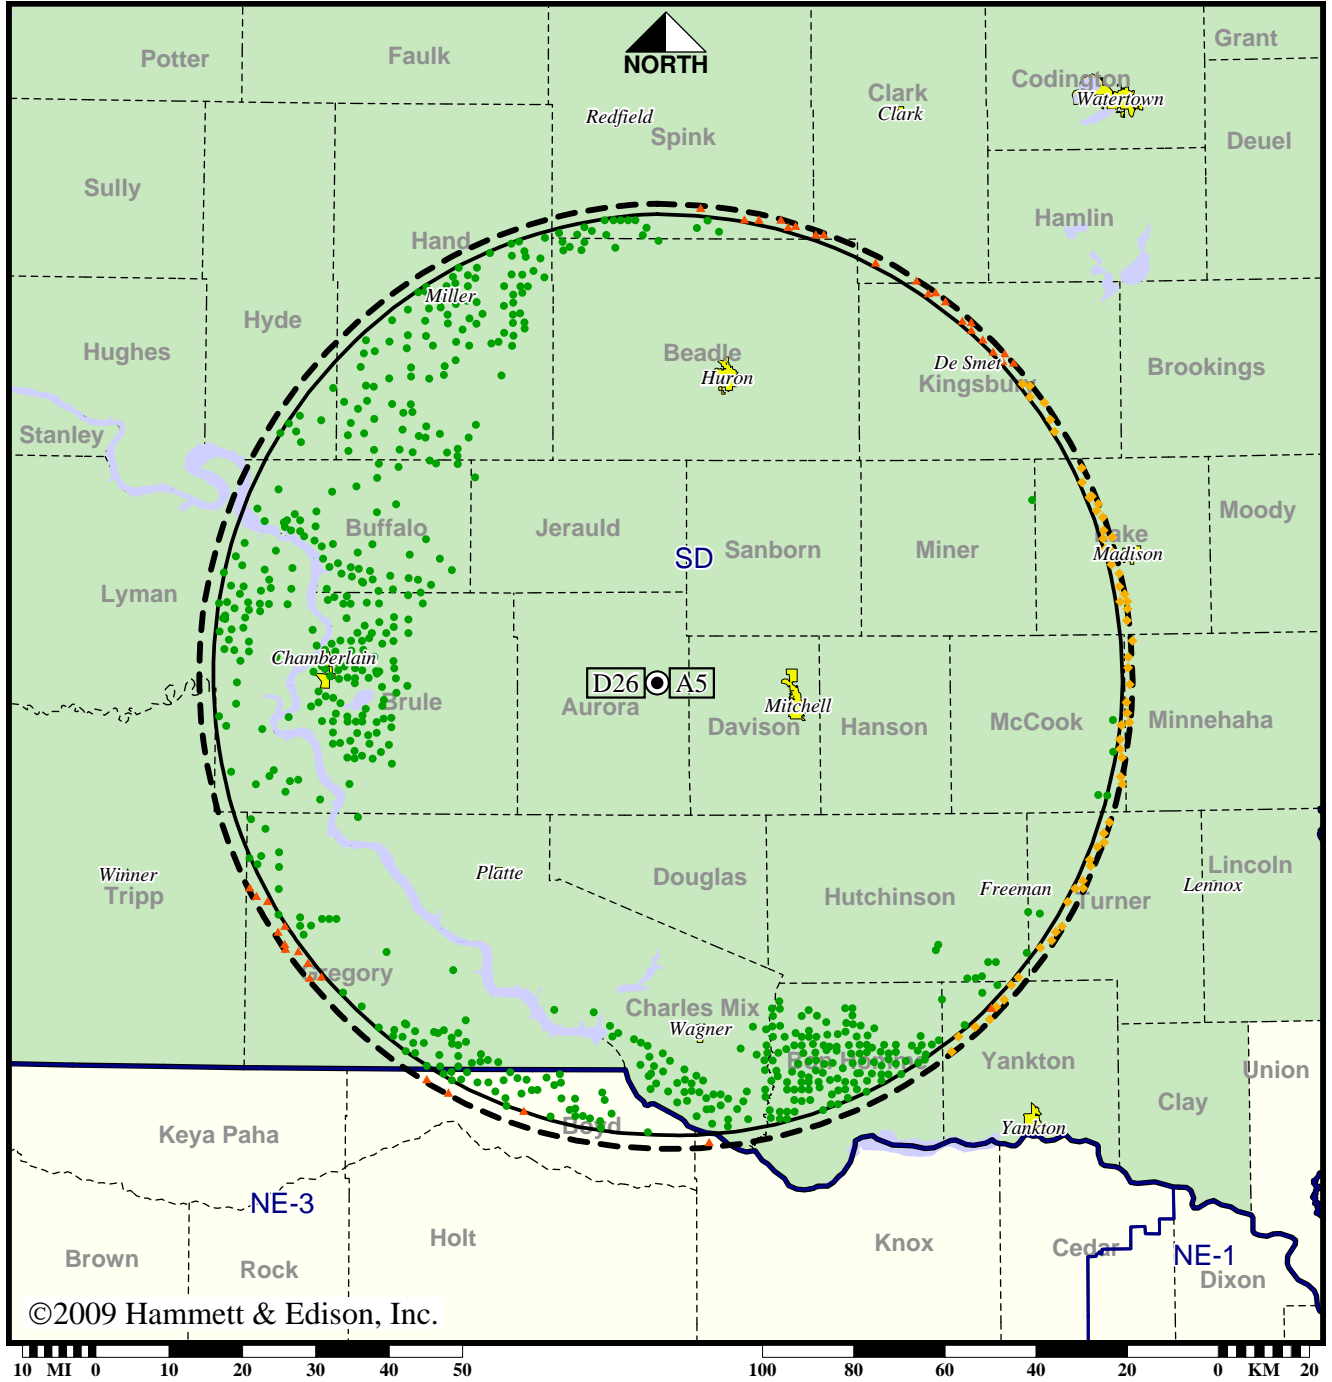 Grant
Potter
Faulk
NORTH
Codington
Clark
Watertown
Clark
Redfield
Spink
Deuel
Sully
Hamlin
Hand
Miller
Hyde
Hughes
Beadle
De Smet
Brookings
Huron
Kingsbury
Stanley
Moody
Buffalo
Jerauld
Lake
SD
Sanborn
Miner
Madison
Lyman
Chamberlain
D26
A5
Brule
Aurora
Mitchell
Davison
Hanson
McCook
Minnehaha
Winner
Platte
Douglas
Lincoln
Tripp
Hutchinson
Freeman
Lennox
Turner
Gregory
Charles Mix
Wagner
Bon Homme
Yankton
Union
Clay
Keya Paha
Boyd
Yankton
NE-3
Holt
Knox
Cedar
NE-1
Brown
Rock
Dixon
©2009 Hammett & Edison, Inc.
10 MI 0 10 20 30 40 50 100 80 60 40 20 0 KM 20